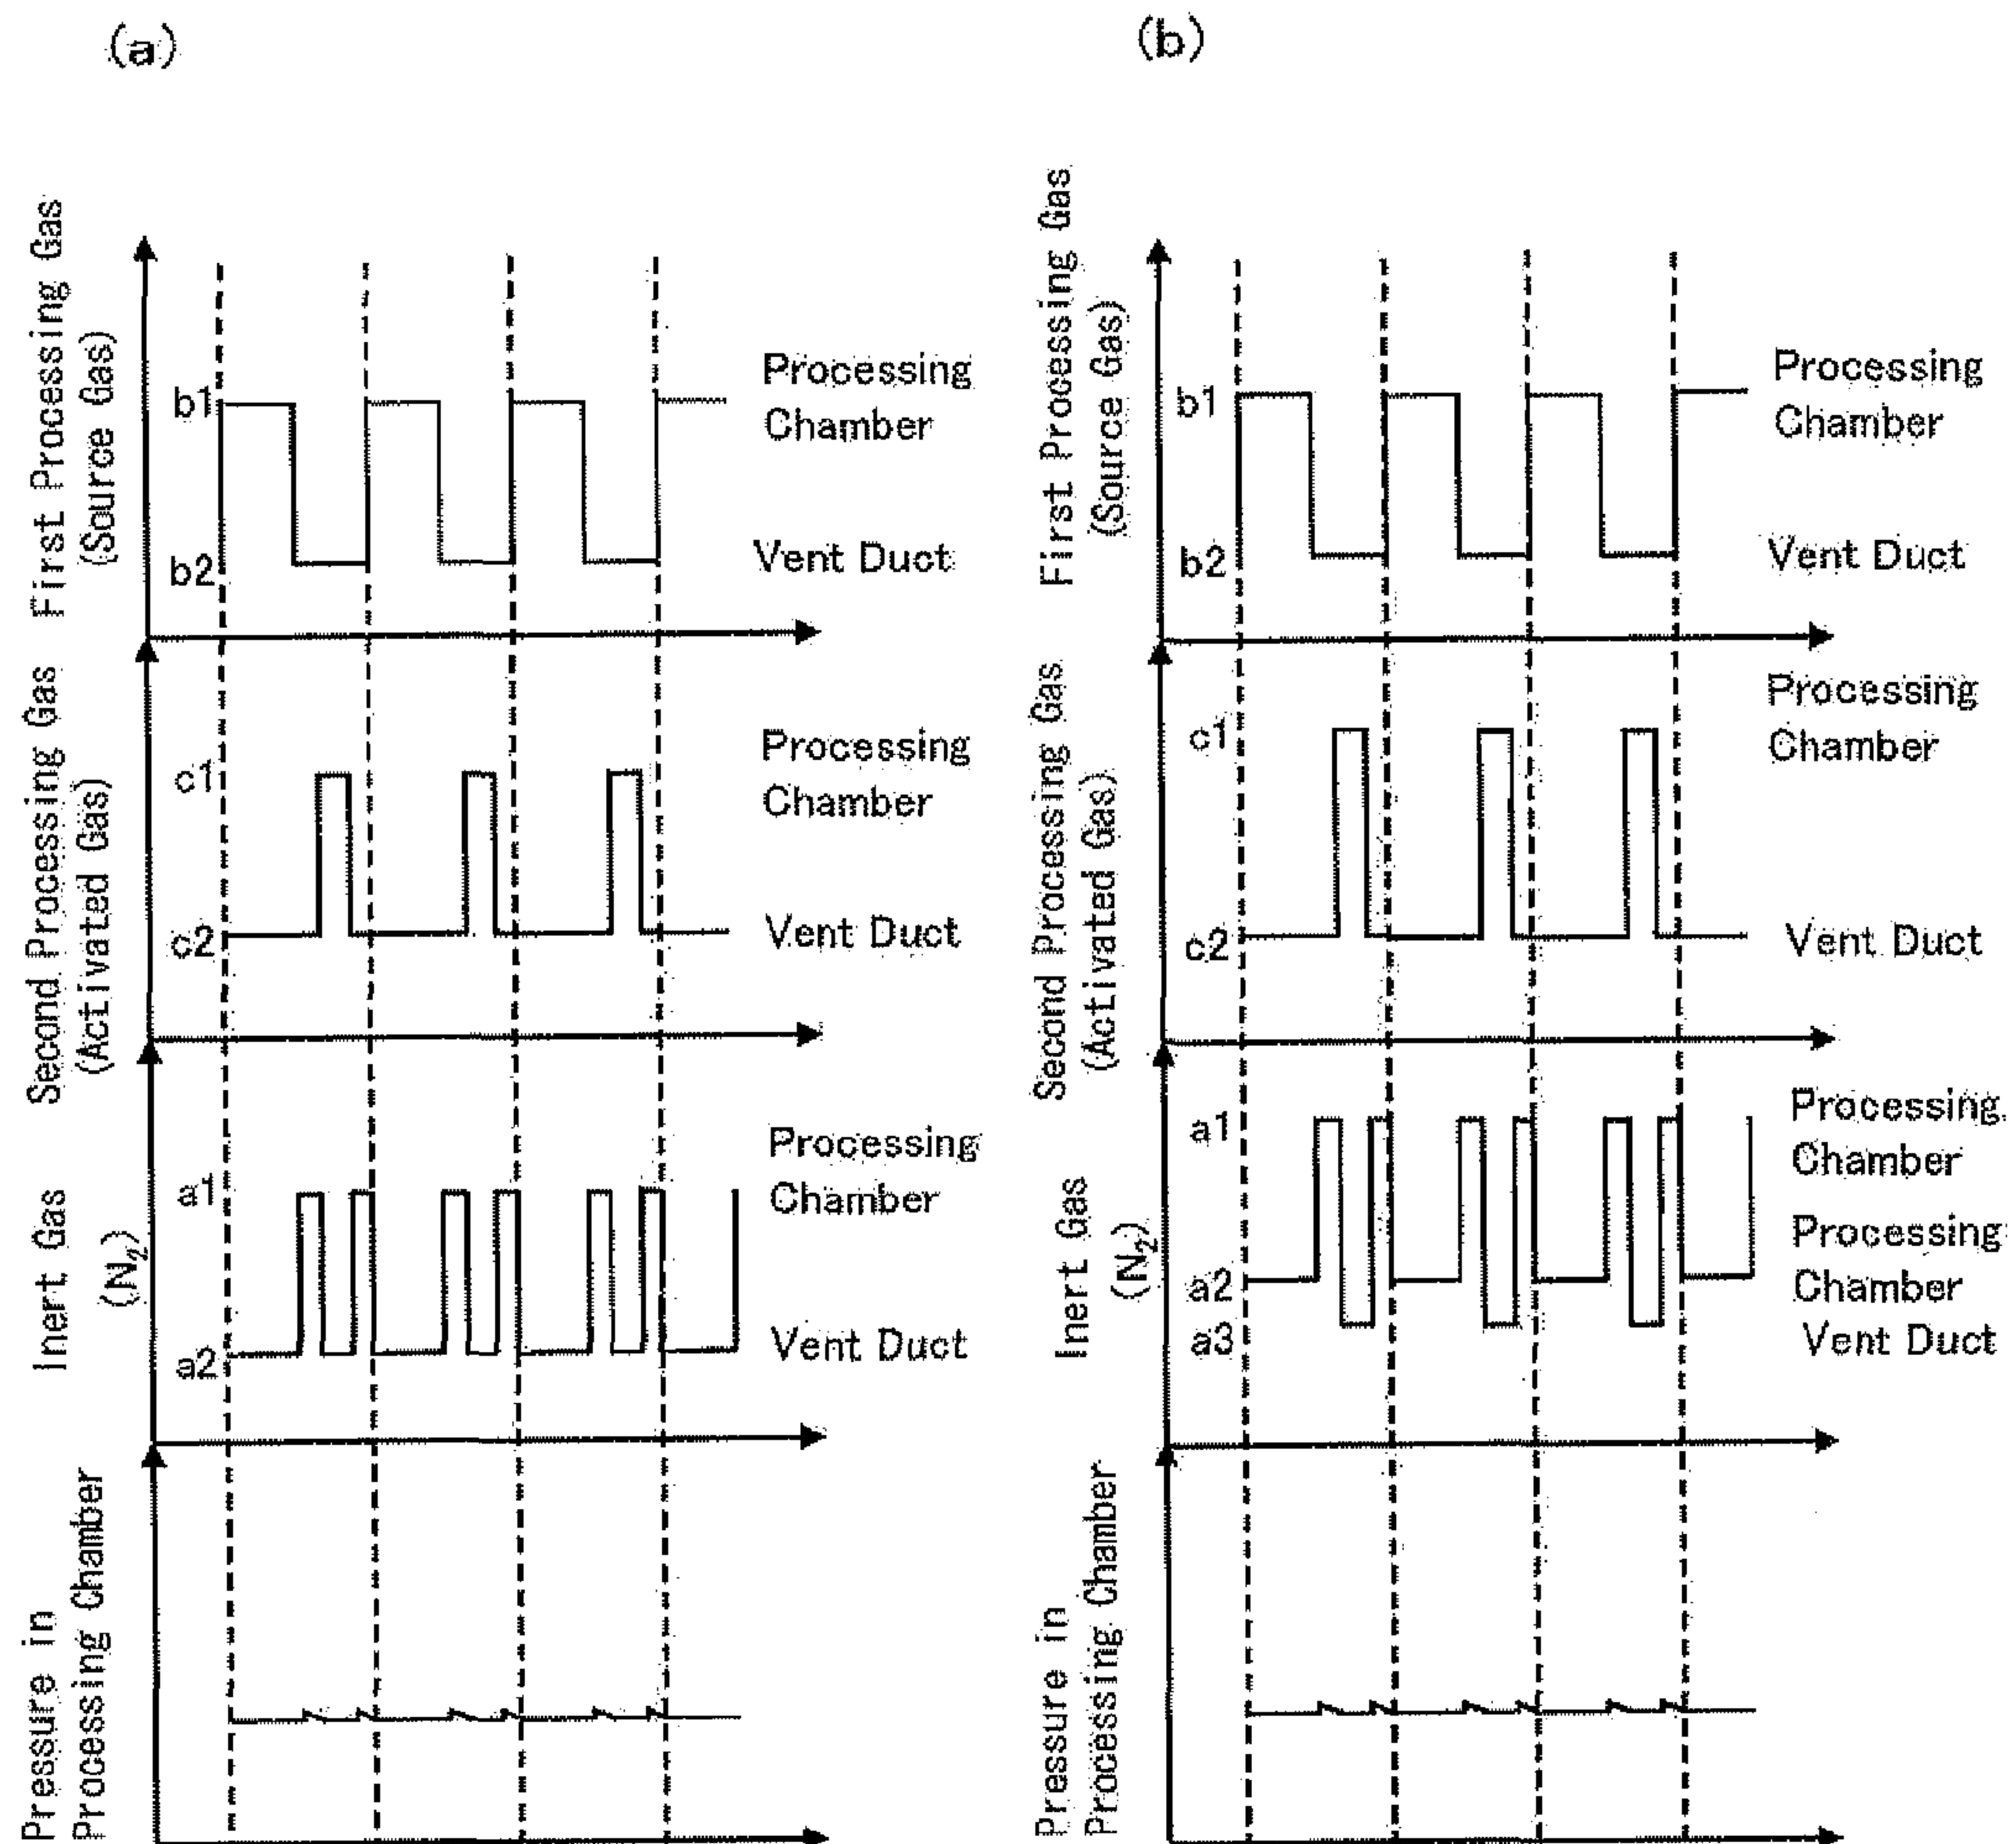 (a)
First Processing Gas
(Source Gas)
b1
b2
Processing
Chamber
Vent Duct
Second Processing Gas
(Activated Gas)
c1
c2
Processing
Chamber
Vent Duct
Inert Gas
(N₂)
a1
a2
Processing
Chamber
Vent Duct
Pressure in
Processing Chamber
(b)
First Processing Gas
(Source Gas)
b1
b2
Processing
Chamber
Vent Duct
Second Processing Gas
(Activated Gas)
c1
c2
Processing
Chamber
Vent Duct
Inert Gas
(N₂)
a1
a2
a3
Processing
Chamber
Processing
Chamber
Vent Duct
Pressure in
Processing Chamber